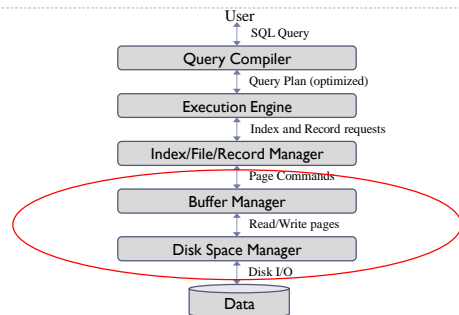 User
SQL Query
Query Compiler
Query Plan (optimized)
Execution Engine
Index and Record requests
Index/File/Record Manager
Page Commands
Buffer Manager
Read/Write pages
Disk Space Manager
Disk I/O
Data